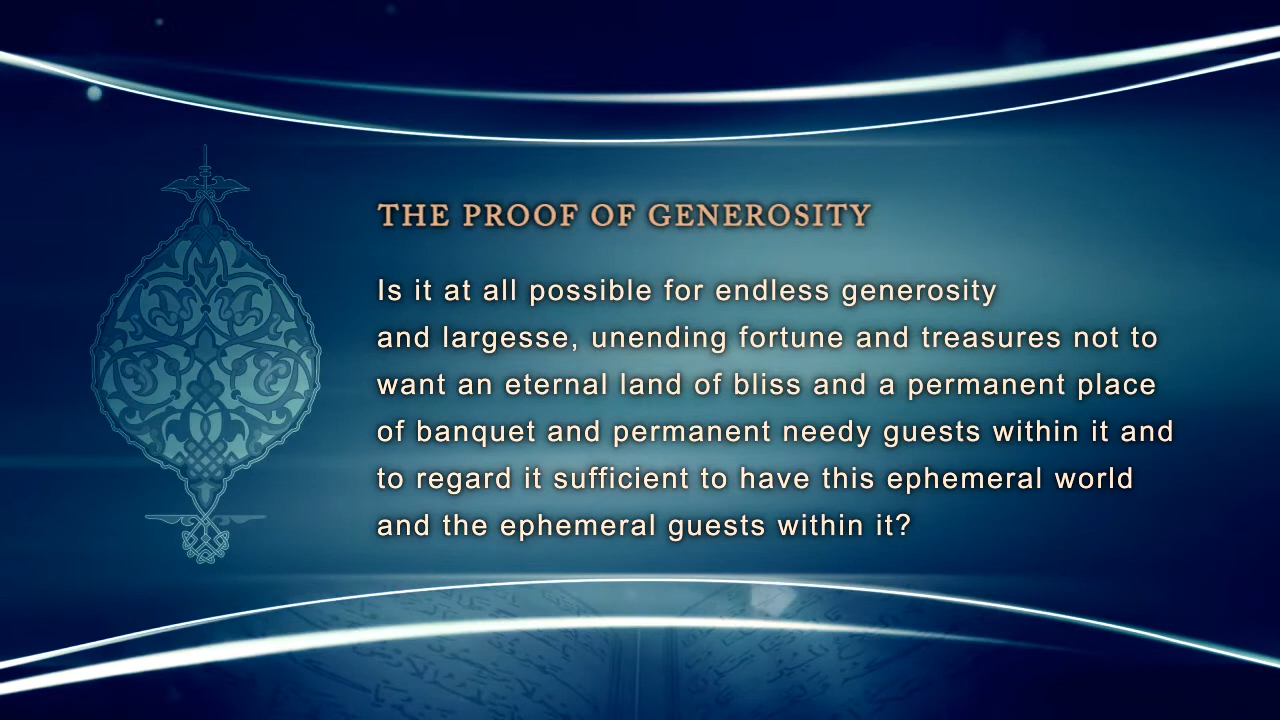 THE PROOF OF GENEROSITY
Is it at all possible for endless generosity
and largesse, unending fortune and treasures not to
want an eternal land of bliss and a permanent place
of banquet and permanent needy guests within it and
to regard it sufficient to have this ephemeral world
and the ephemeral guests within it?